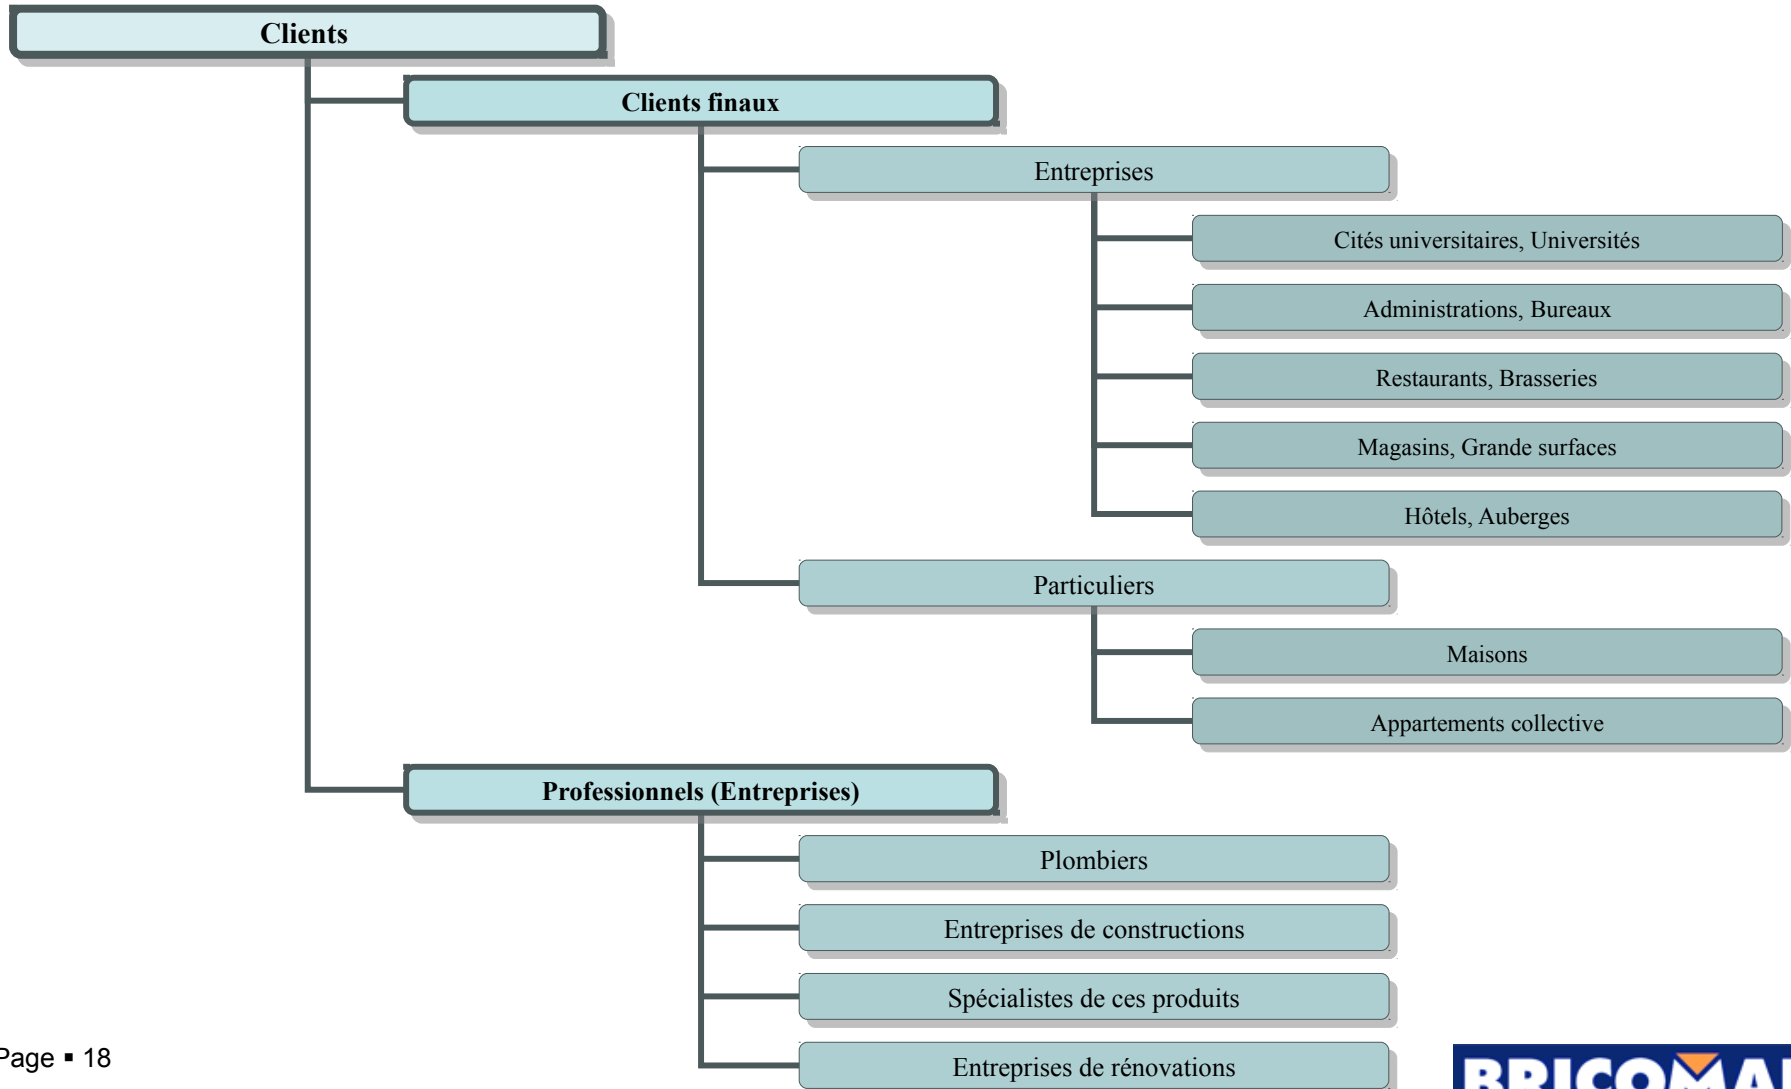 Clients
Clients finaux
Entreprises
Cités universitaires, Universités
Administrations, Bureaux
Restaurants, Brasseries
Magasins, Grande surfaces
Hôtels, Auberges
Particuliers
Maisons
Appartements collective
Professionnels (Entreprises)
Plombiers
Entreprises de constructions
Spécialistes de ces produits
Entreprises de rénovations
Page ▪ 18